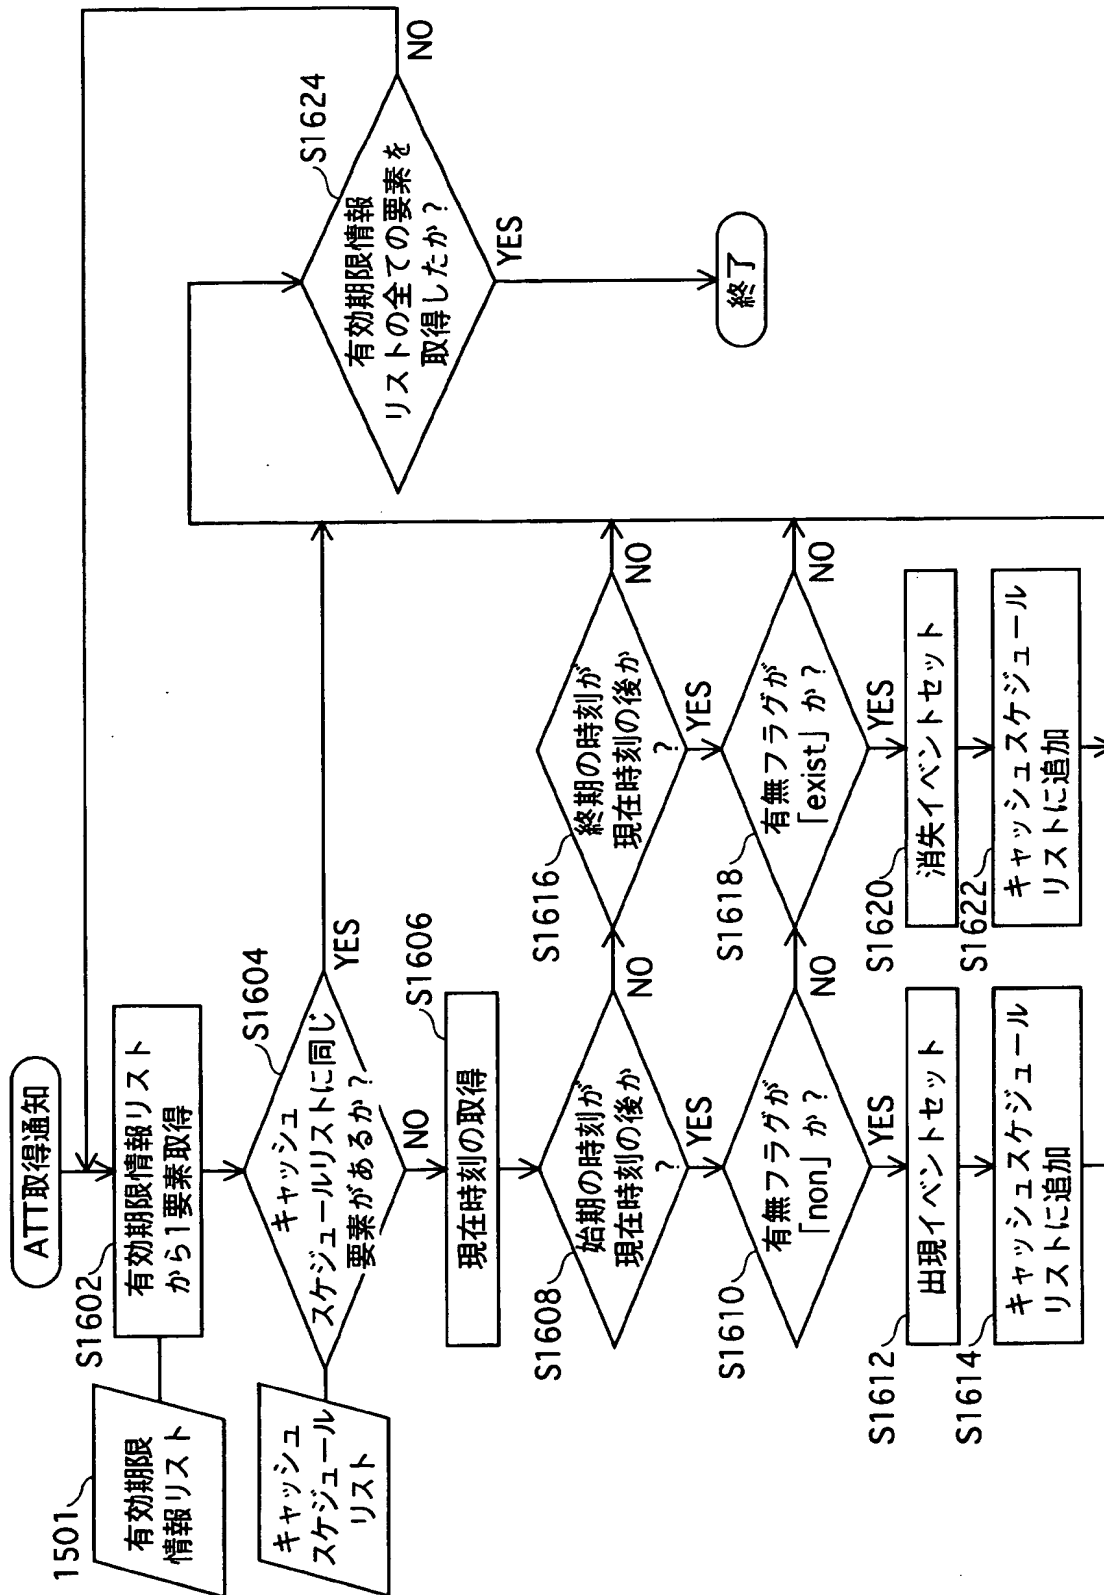 ATT取得通知
1501
有効期限
情報リスト
S1602
有効期限情報リスト
から1要素取得
キャッシュ
スケジュール
リスト
S1604
キャッシュ
スケジュールリストに同じ
要素があるか?
YES
NO
S1606
現在時刻の取得
S1608
始期の時刻が
現在時刻の後か
?
NO
YES
S1616
終期の時刻が
現在時刻の後か
?
NO
YES
S1610
有無フラグが
「non」か?
NO
YES
S1618
有無フラグが
「exist」か?
NO
YES
S1612
出現イベントセット
S1614
キャッシュスケジュール
リストに追加
S1620
消失イベントセット
S1622
キャッシュスケジュール
リストに追加
S1624
有効期限情報
リストの全ての要素を
取得したか?
NO
YES
終了